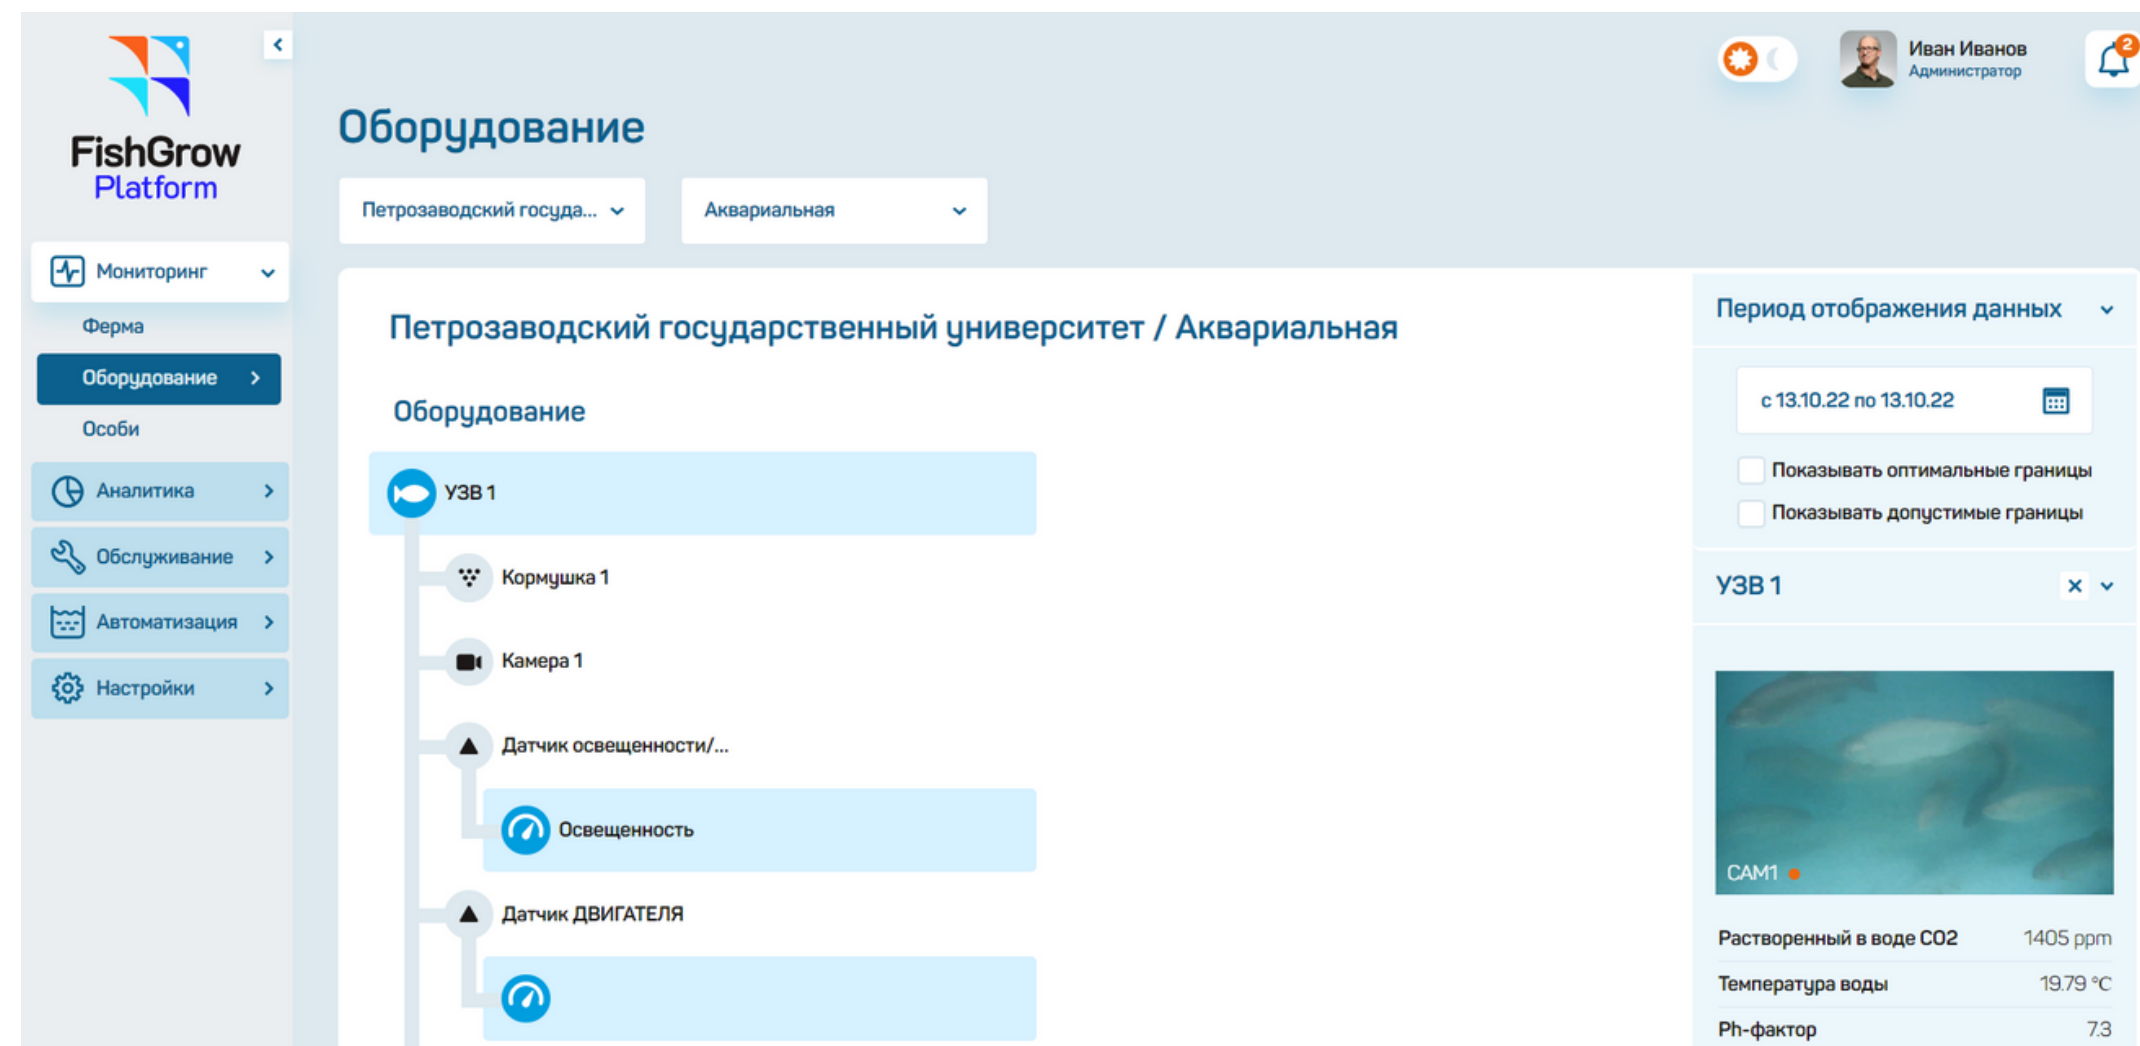 FishGrow
Platform
Мониторинг
Ферма
Оборудование
Особи
Аналитика
Обслуживание
Автоматизация
Настройки
Иван Иванов
Администратор
2
Оборудование
Петрозаводский госуда...
Аквариальная
Петрозаводский государственный университет / Аквариальная
Оборудование
УЗВ 1
Кормушка 1
Камера 1
Датчик освещенности/...
Освещенность
Датчик ДВИГАТЕЛЯ
Период отображения данных
с 13.10.22 по 13.10.22
Показывать оптимальные границы
Показывать допустимые границы
УЗВ 1
CAM1
Растворенный в воде CO2 1405 ppm
Температура воды 19.79 °C
Ph-фактор 7.3